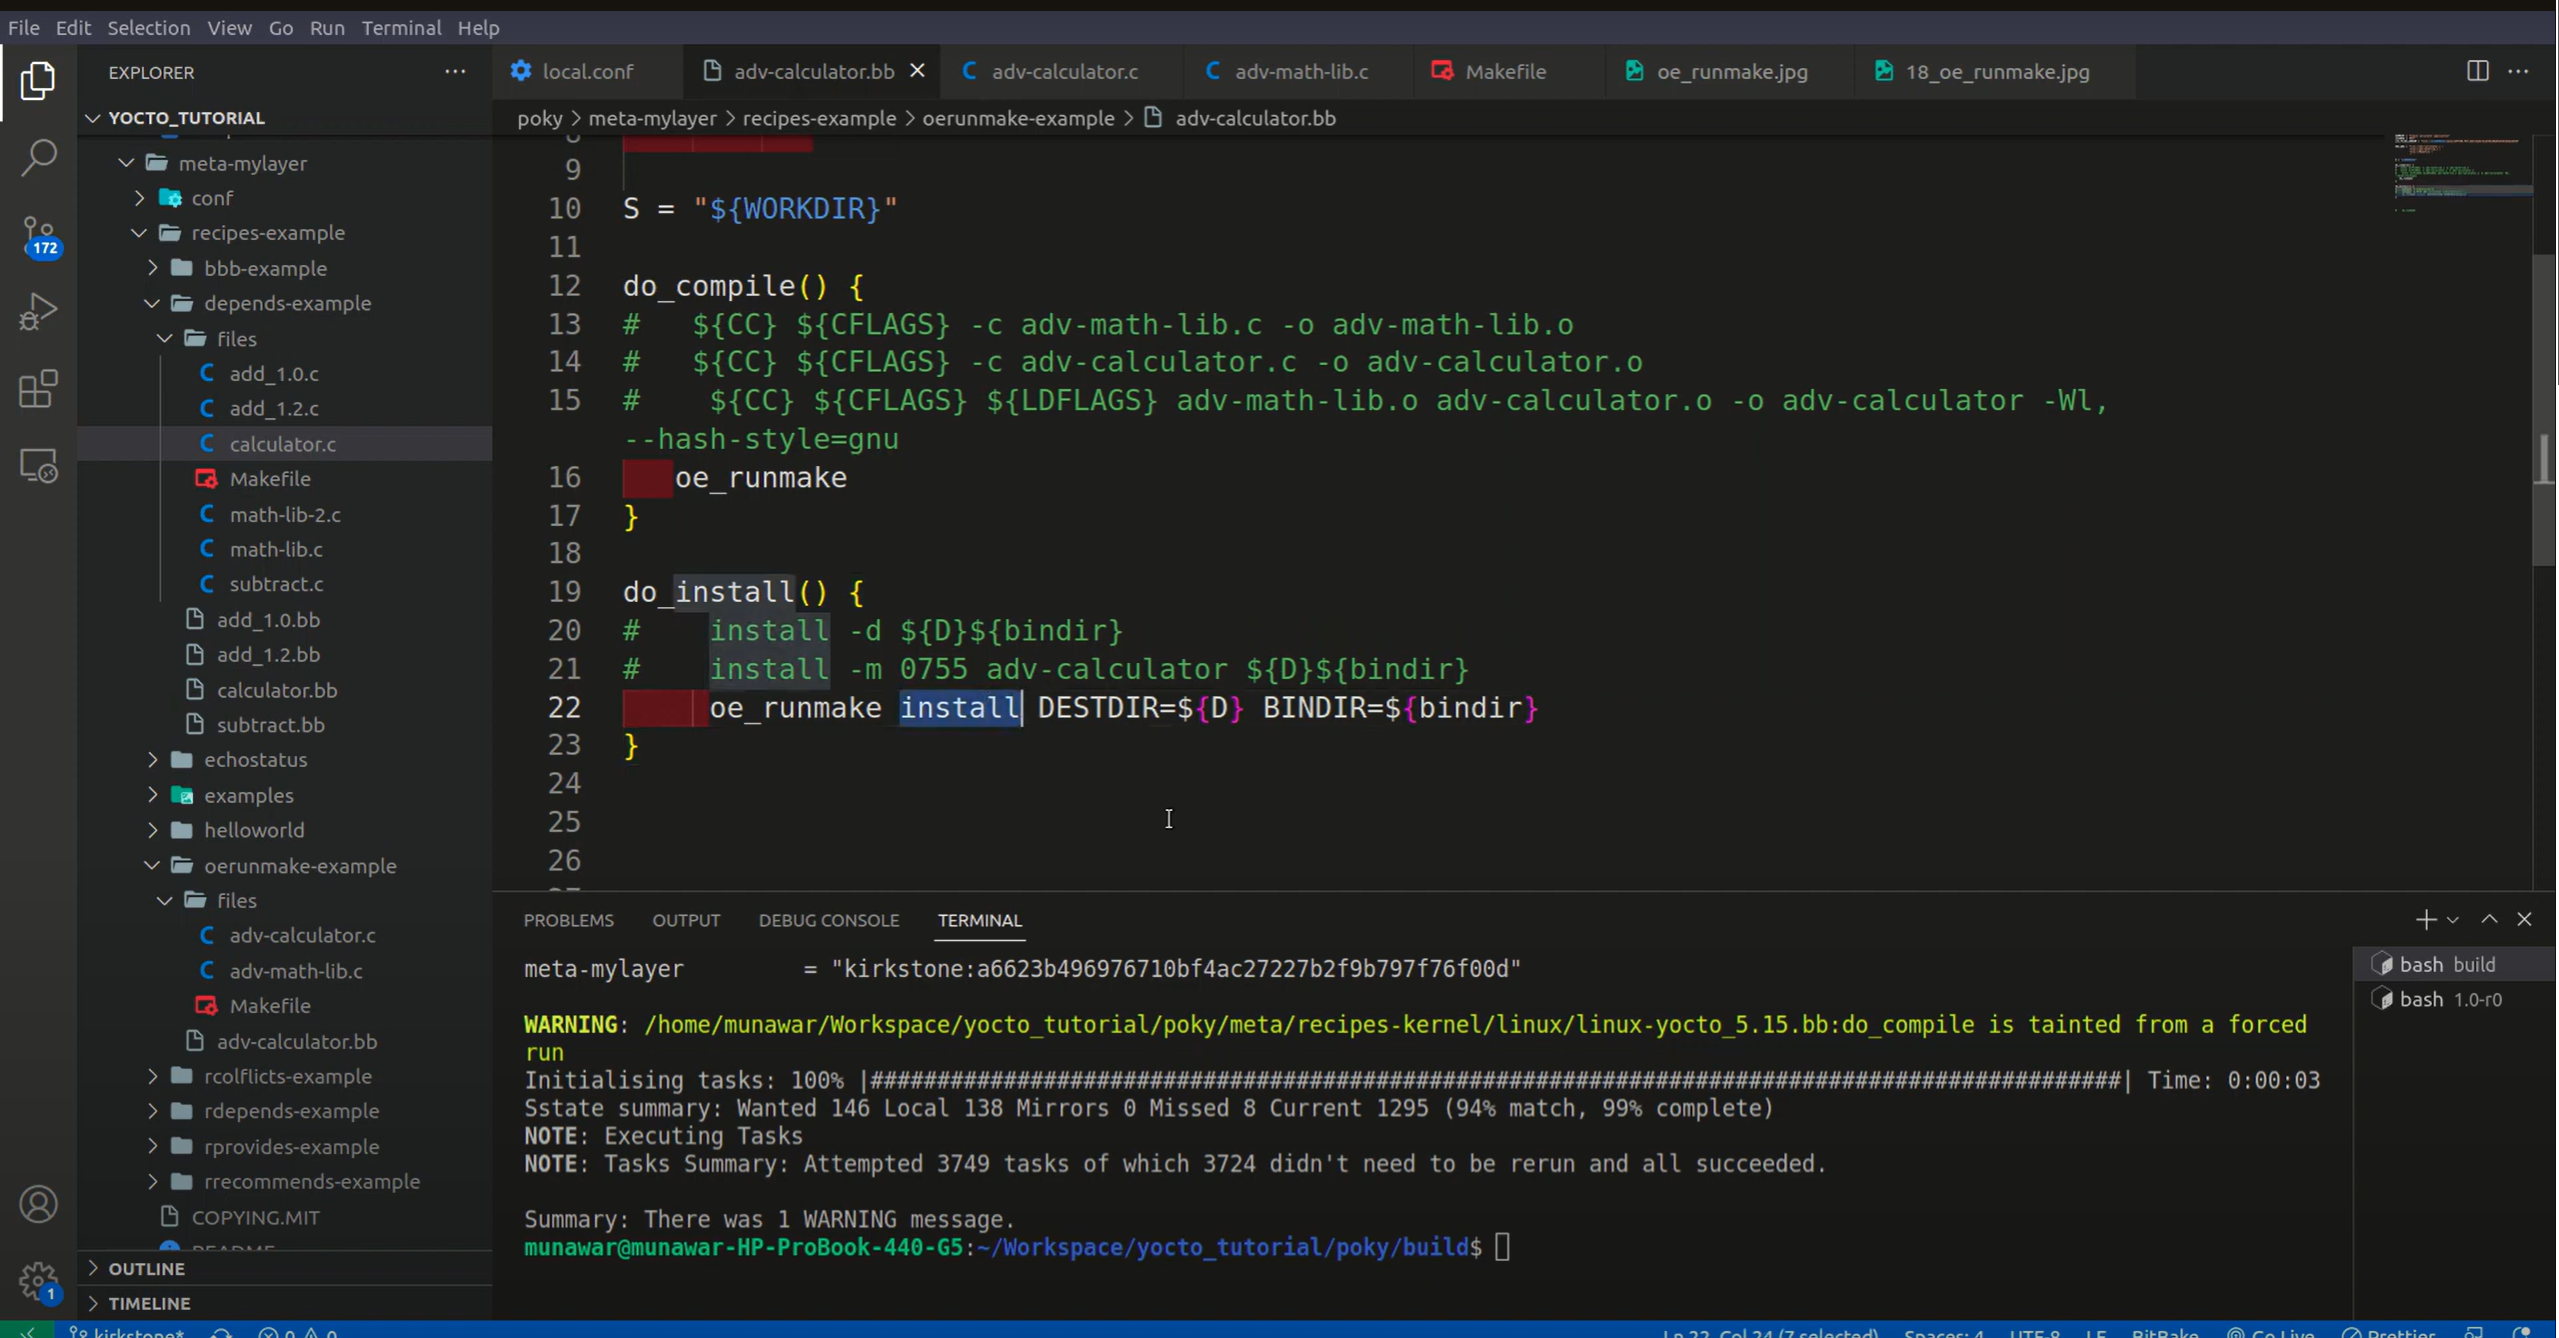 File Edit Selection View Go Run Terminal Help
EXPLORER
YOCTO_TUTORIAL
meta-mylayer
conf
recipes-example
bbb-example
depends-example
files
add_1.0.c
add_1.2.c
calculator.c
Makefile
math-lib-2.c
math-lib.c
subtract.c
add_1.0.bb
add_1.2.bb
calculator.bb
subtract.bb
echostatus
examples
helloworld
oerunmake-example
files
adv-calculator.c
adv-math-lib.c
Makefile
adv-calculator.bb
rcolflicts-example
rdepends-example
rprovides-example
rrecommends-example
COPYING.MIT
README
OUTLINE
TIMELINE
172
1
local.conf adv-calculator.bb adv-calculator.c adv-math-lib.c Makefile oe_runmake.jpg 18_oe_runmake.jpg
poky > meta-mylayer > recipes-example > oerunmake-example > adv-calculator.bb
8
9
10 S = "${WORKDIR}"
11
12 do_compile() {
13 # ${CC} ${CFLAGS} -c adv-math-lib.c -o adv-math-lib.o
14 # ${CC} ${CFLAGS} -c adv-calculator.c -o adv-calculator.o
15 # ${CC} ${CFLAGS} ${LDFLAGS} adv-math-lib.o adv-calculator.o -o adv-calculator -Wl,
--hash-style=gnu
16 oe_runmake
17 }
18
19 do_install() {
20 # install -d ${D}${bindir}
21 # install -m 0755 adv-calculator ${D}${bindir}
22 oe_runmake install DESTDIR=${D} BINDIR=${bindir}
23 }
24
25
26
PROBLEMS OUTPUT DEBUG CONSOLE TERMINAL
meta-mylayer = "kirkstone:a6623b496976710bf4ac27227b2f9b797f76f00d"
WARNING: /home/munawar/Workspace/yocto_tutorial/poky/meta/recipes-kernel/linux/linux-yocto_5.15.bb:do_compile is tainted from a forced
run
Initialising tasks: 100% |###############################################################################################| Time: 0:00:03
Sstate summary: Wanted 146 Local 138 Mirrors 0 Missed 8 Current 1295 (94% match, 99% complete)
NOTE: Executing Tasks
NOTE: Tasks Summary: Attempted 3749 tasks of which 3724 didn't need to be rerun and all succeeded.
Summary: There was 1 WARNING message.
munawar@munawar-HP-ProBook-440-G5:~/Workspace/yocto_tutorial/poky/build$
bash build
bash 1.0-r0
kirkstone* 0 0 Ln 22, Col 24 (7 selected) Spaces: 4 UTF-8 LF BitBake Go Live Prettier